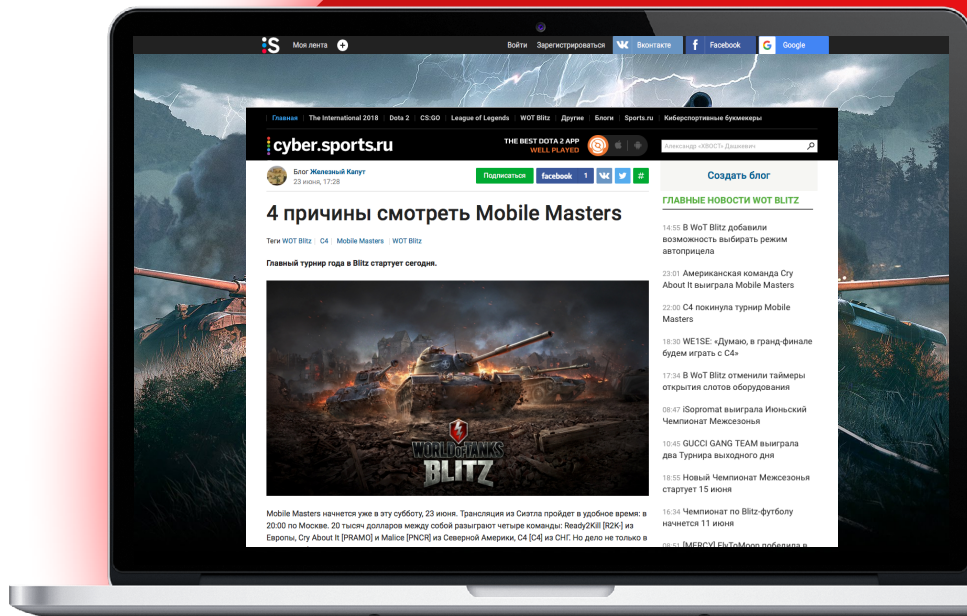 Моя лента
Войти Зарегистрироваться Вконтакте Facebook Google
Главная The International 2018 Dota 2 CS:GO League of Legends WOT Blitz Другие Блоги Sports.ru Киберспортивные букмекеры
cyber.sports.ru
THE BEST DOTA 2 APP
WELL PLAYED
Александр «ХВОСТ» Дашкевич
Блог Железный Капут
23 июня, 17:28
Подписаться facebook 1 #
4 причины смотреть Mobile Masters
Теги WOT Blitz C4 Mobile Masters WOT Blitz
Главный турнир года в Blitz стартует сегодня.
WORLD OF TANKS
BLITZ
Mobile Masters начнется уже в эту субботу, 23 июня. Трансляция из Сиэтла пройдет в удобное время: в
20:00 по Москве. 20 тысяч долларов между собой разыграют четыре команды: Ready2Kill [R2K-] из
Европы, Cry About It [PRAMO] и Malice [PNCR] из Северной Америки, C4 [C4] из СНГ. Но дело не только в
Создать блог
ГЛАВНЫЕ НОВОСТИ WOT BLITZ
14:55 В WoT Blitz добавили
возможность выбирать режим
автоприцела
23:01 Американская команда Cry
About It выиграла Mobile Masters
22:00 C4 покинула турнир Mobile
Masters
18:30 WE1SE: «Думаю, в гранд-финале
будем играть с C4»
17:34 В WoT Blitz отменили таймеры
открытия слотов оборудования
08:47 iSopromat выиграла Июньский
Чемпионат Межсезонья
10:45 GUCCI GANG TEAM выиграла
два Турнира выходного дня
18:55 Новый Чемпионат Межсезонья
стартует 15 июня
16:34 Чемпионат по Blitz-футболу
начнется 11 июня
08:51 [MERCY] FlyToMoon победила в